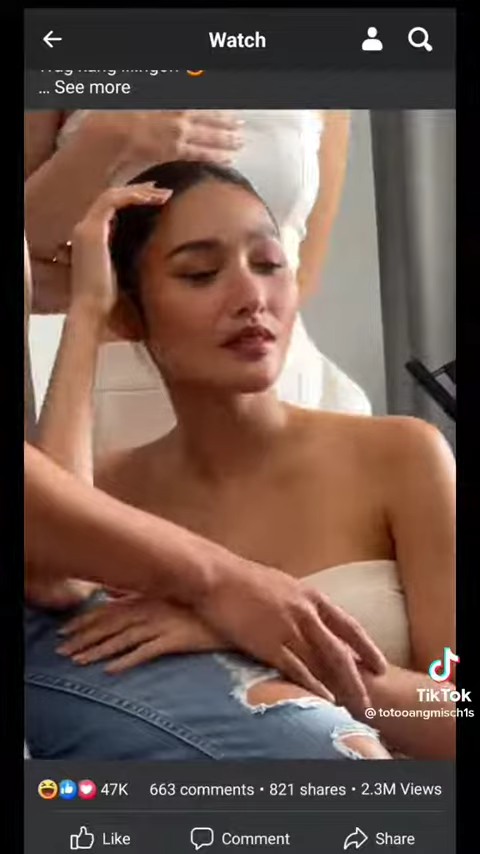 Watch
... See more
TikTok
@totooangmisch1s
47K 663 comments • 821 shares • 2.3M Views
Like Comment Share